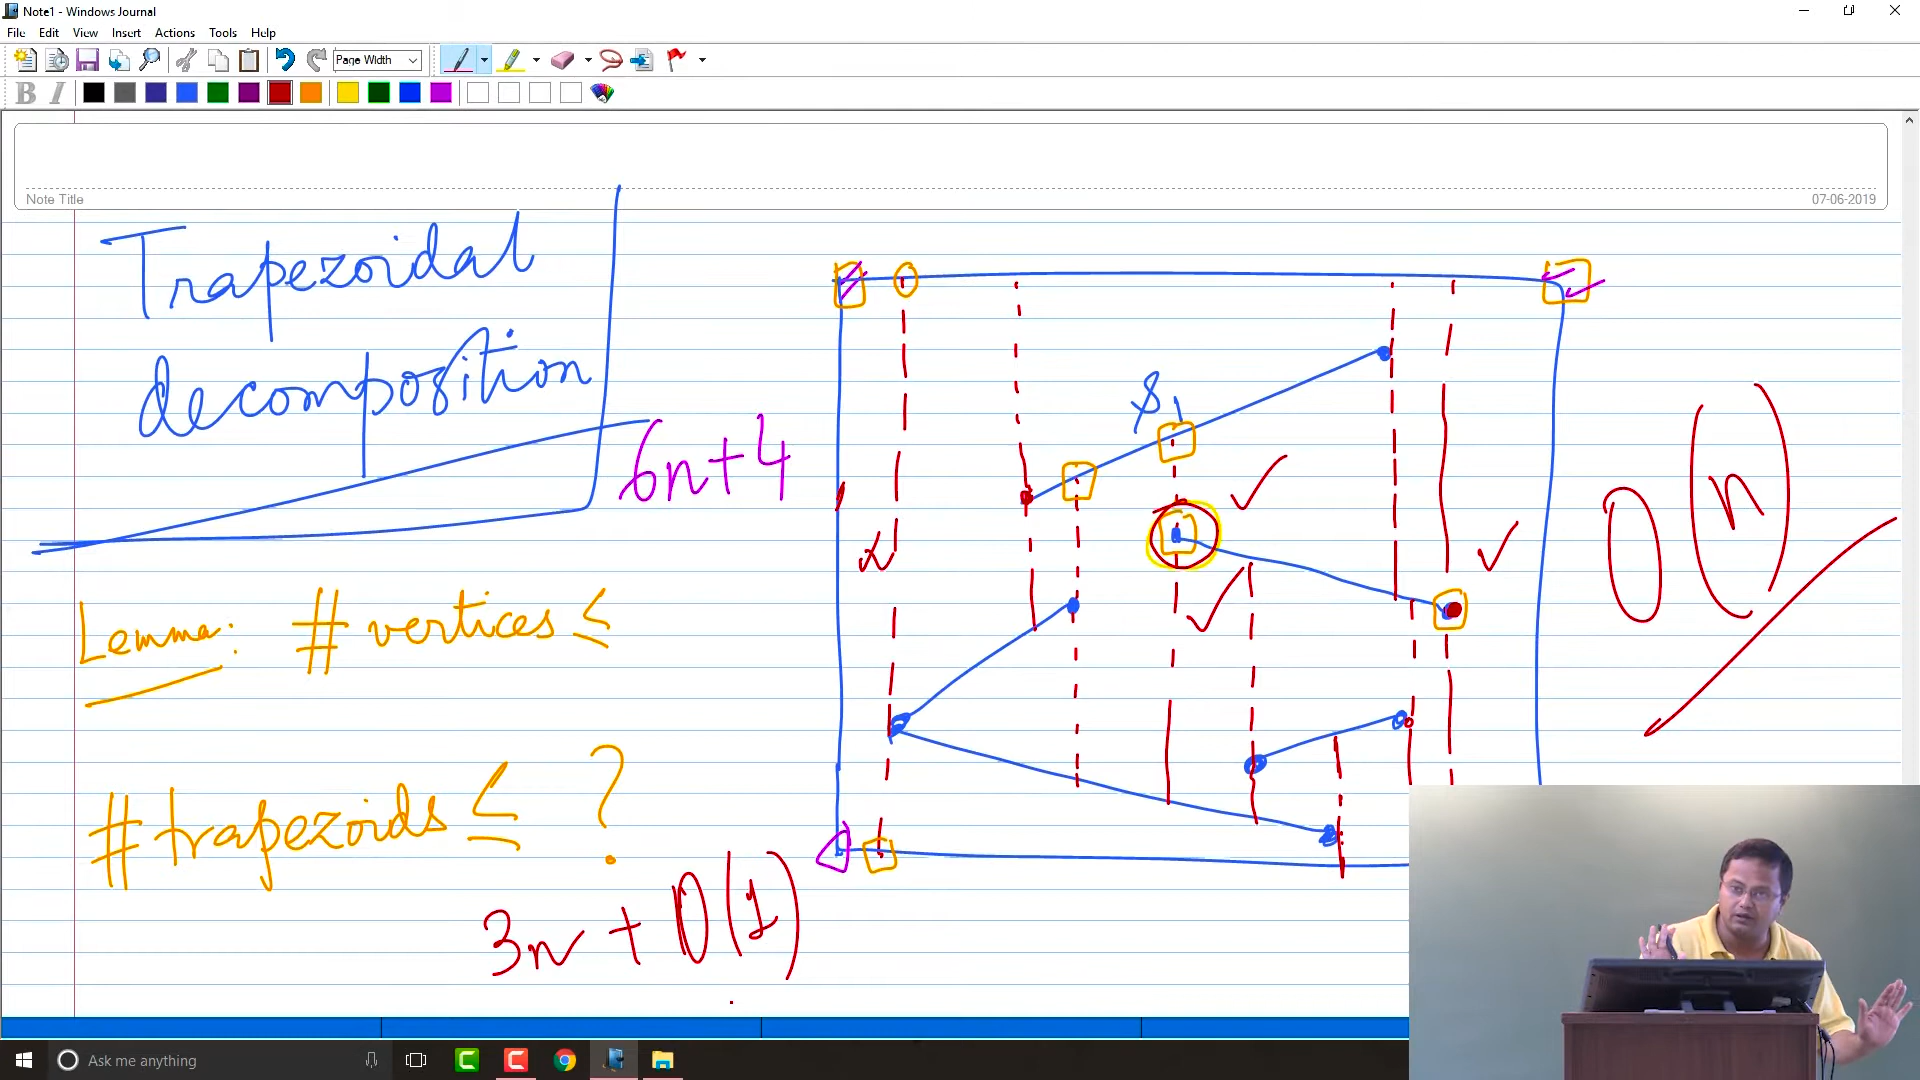 Note1 - Windows Journal
File Edit View Insert Actions Tools Help
Page Width
B I
Note Title
07-06-2019
Trapezoidal
decomposition
6n+4
Lemma: # vertices ≤
# trapezoids ≤ ?
3n + O(1)
s1
O(n)
Ask me anything